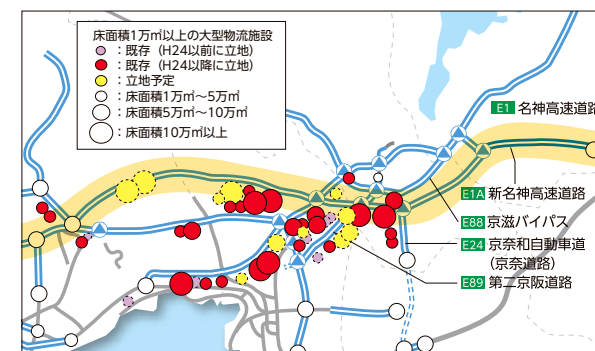 床面積1万㎡以上の大型物流施設
：既存（H24以前に立地）
：既存（H24以降に立地）
：立地予定
：床面積1万㎡～5万㎡
：床面積5万㎡～10万㎡
：床面積10万㎡以上
E1 名神高速道路
E1A 新名神高速道路
E88 京滋バイパス
E24 京奈和自動車道
（京奈道路）
E89 第二京阪道路